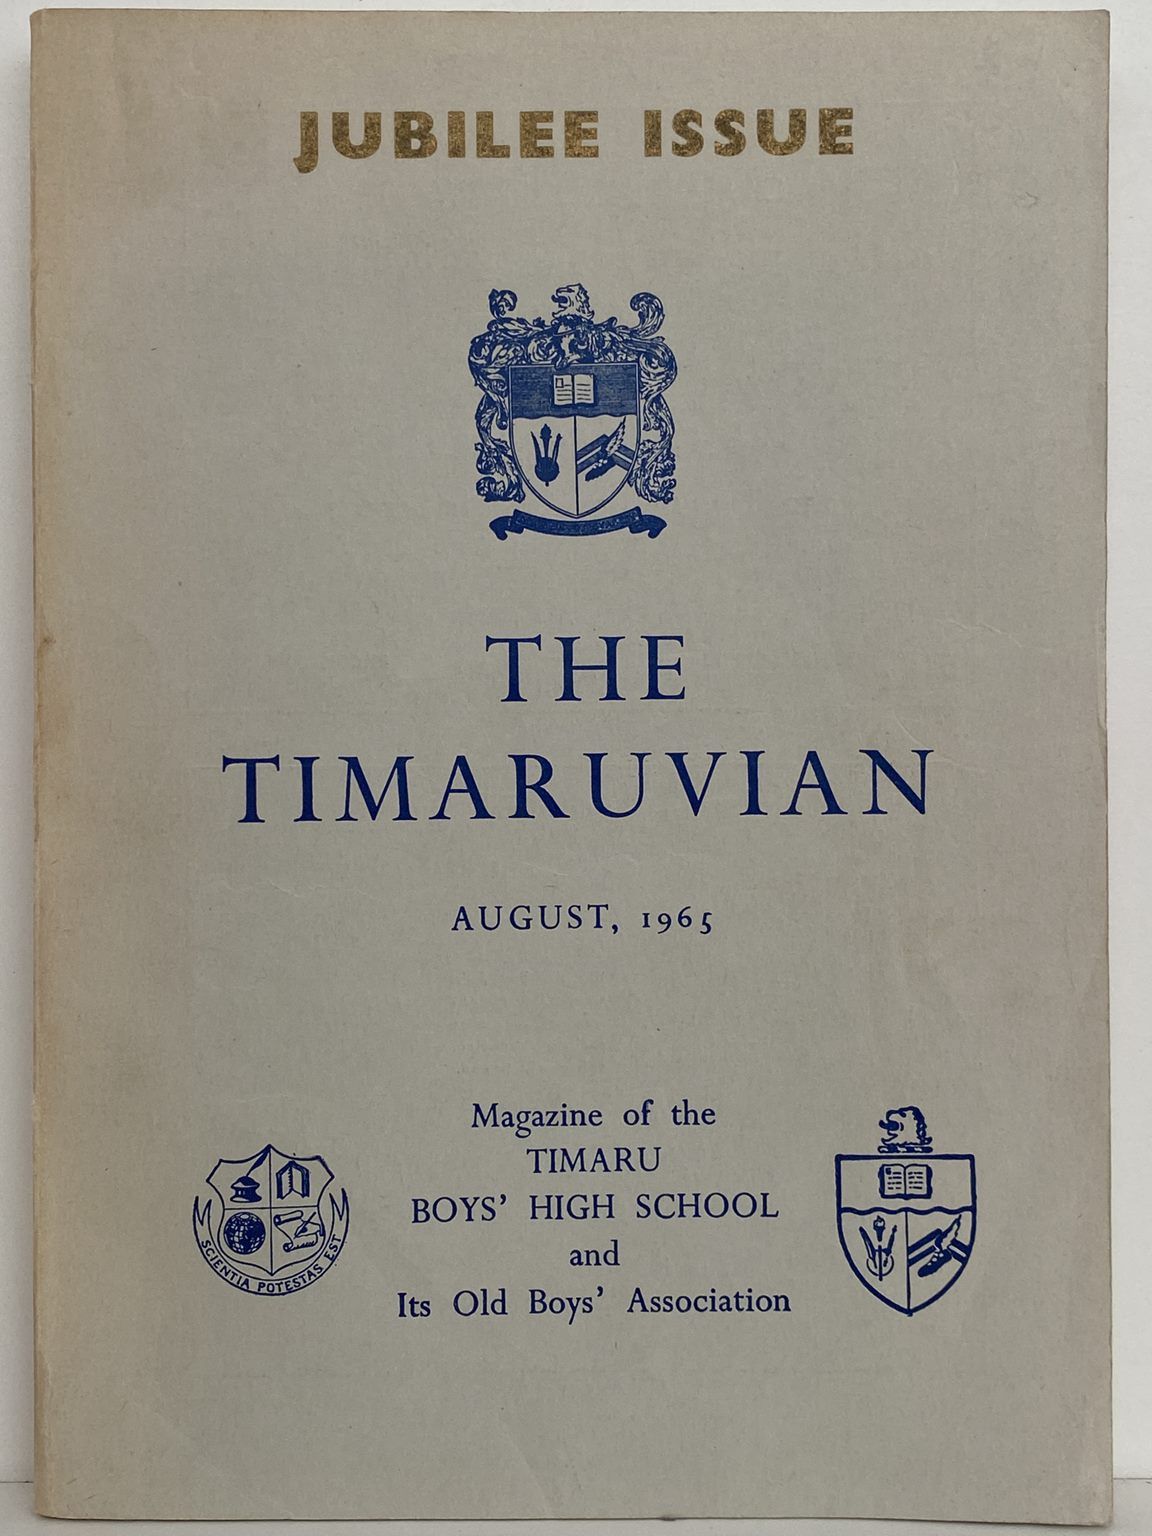 JUBILEE ISSUE
THE
TIMARUVIAN
AUGUST, 1965
Magazine of the
TIMARU
BOYS' HIGH SCHOOL
and
Its Old Boys' Association
SCIENTIA POTESTAS EST